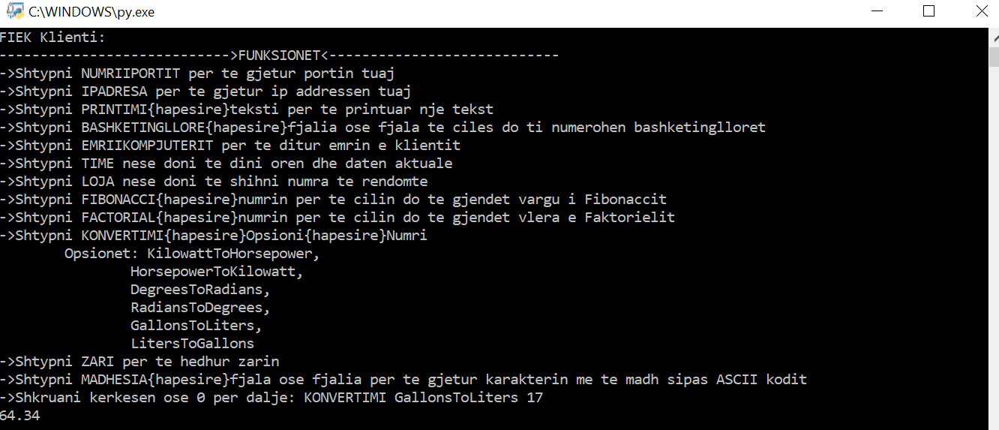 C:\WINDOWS\py.exe
FIEK Klienti:
---------------------------->FUNKSIONET<----------------------------
->Shtypni NUMRIIPORTIT per te gjetur portin tuaj
->Shtypni IPADRESA per te gjetur ip addressen tuaj
->Shtypni PRINTIMI{hapesire}teksti per te printuar nje tekst
->Shtypni BASHKETINGLLORE{hapesire}fjalia ose fjala te ciles do ti numerohen bashketinglloret
->Shtypni EMRIIKOMPJUTERIT per te ditur emrin e klientit
->Shtypni TIME nese doni te dini oren dhe daten aktuale
->Shtypni LOJA nese doni te shihni numra te rendomte
->Shtypni FIBONACCI{hapesire}numrin per te cilin do te gjendet vargu i Fibonaccit
->Shtypni FACTORIAL{hapesire}numrin per te cilin do te gjendet vlera e Faktorielit
->Shtypni KONVERTIMI{hapesire}Opsioni{hapesire}Numri
Opsionet: KilowattToHorsepower,
HorsepowerToKilowatt,
DegreesToRadians,
RadiansToDegrees,
GallonsToLiters,
LitersToGallons
->Shtypni ZARI per te hedhur zarin
->Shtypni MADHESIA{hapesire}fjala ose fjalia per te gjetur karakterin me te madh sipas ASCII kodit
->Shkruani kerkesen ose 0 per dalje: KONVERTIMI GallonsToLiters 17
64.34